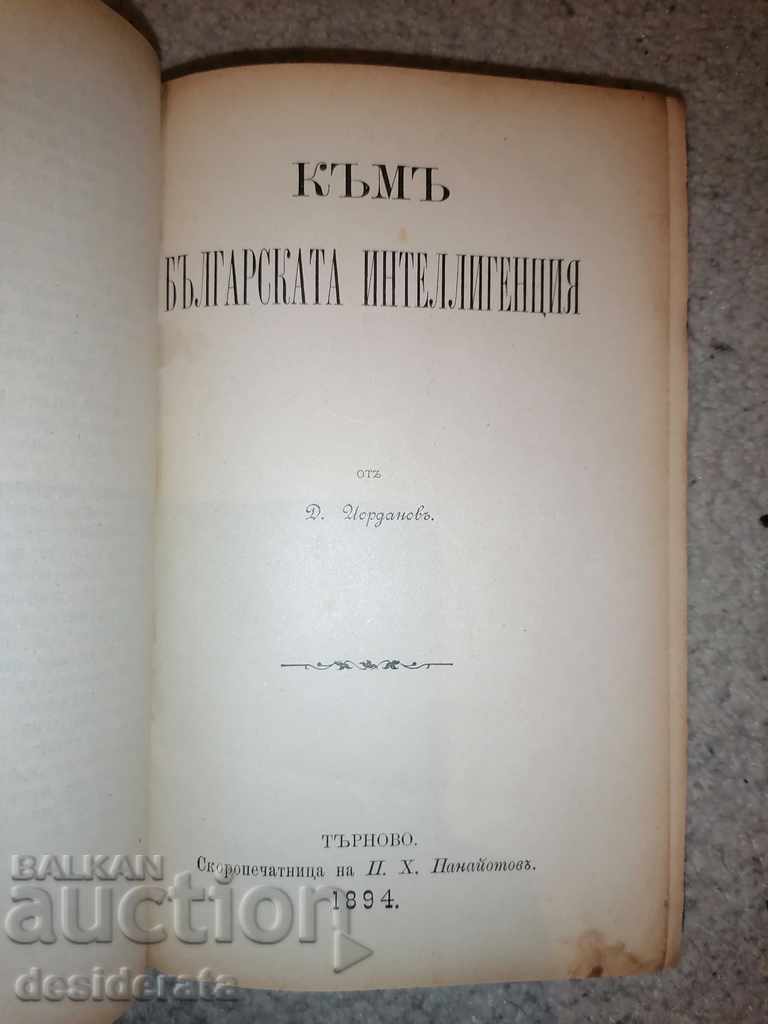 КЪМЪ
БЪЛГАРСКАТА ИНТЕЛЛИГЕНЦИЯ
отъ
Д. Иордановъ.
ТЪРНОВО.
Скоропечатница на П. Х. Панайотовъ.
1894.
BALKAN
auction
desiderata